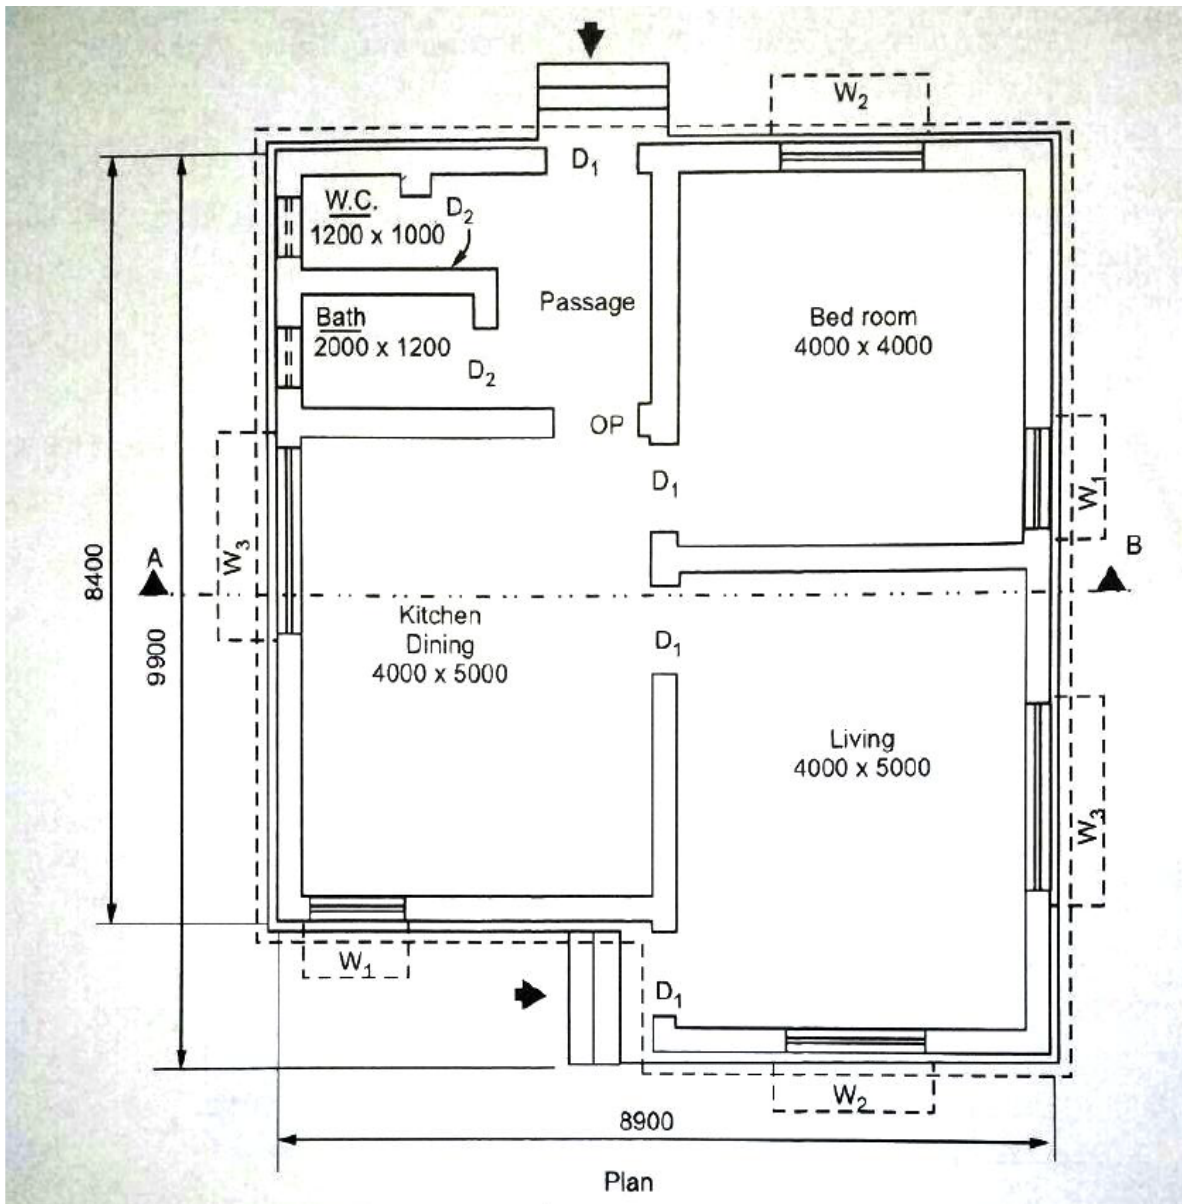 W2
D1
W.C.
1200 x 1000
D2
Passage
Bath
2000 x 1200
D2
Bed room
4000 x 4000
OP
D1
W1
W3
8400
9900
A
B
Kitchen
Dining
4000 x 5000
D1
Living
4000 x 5000
W3
W1
D1
W2
8900
Plan